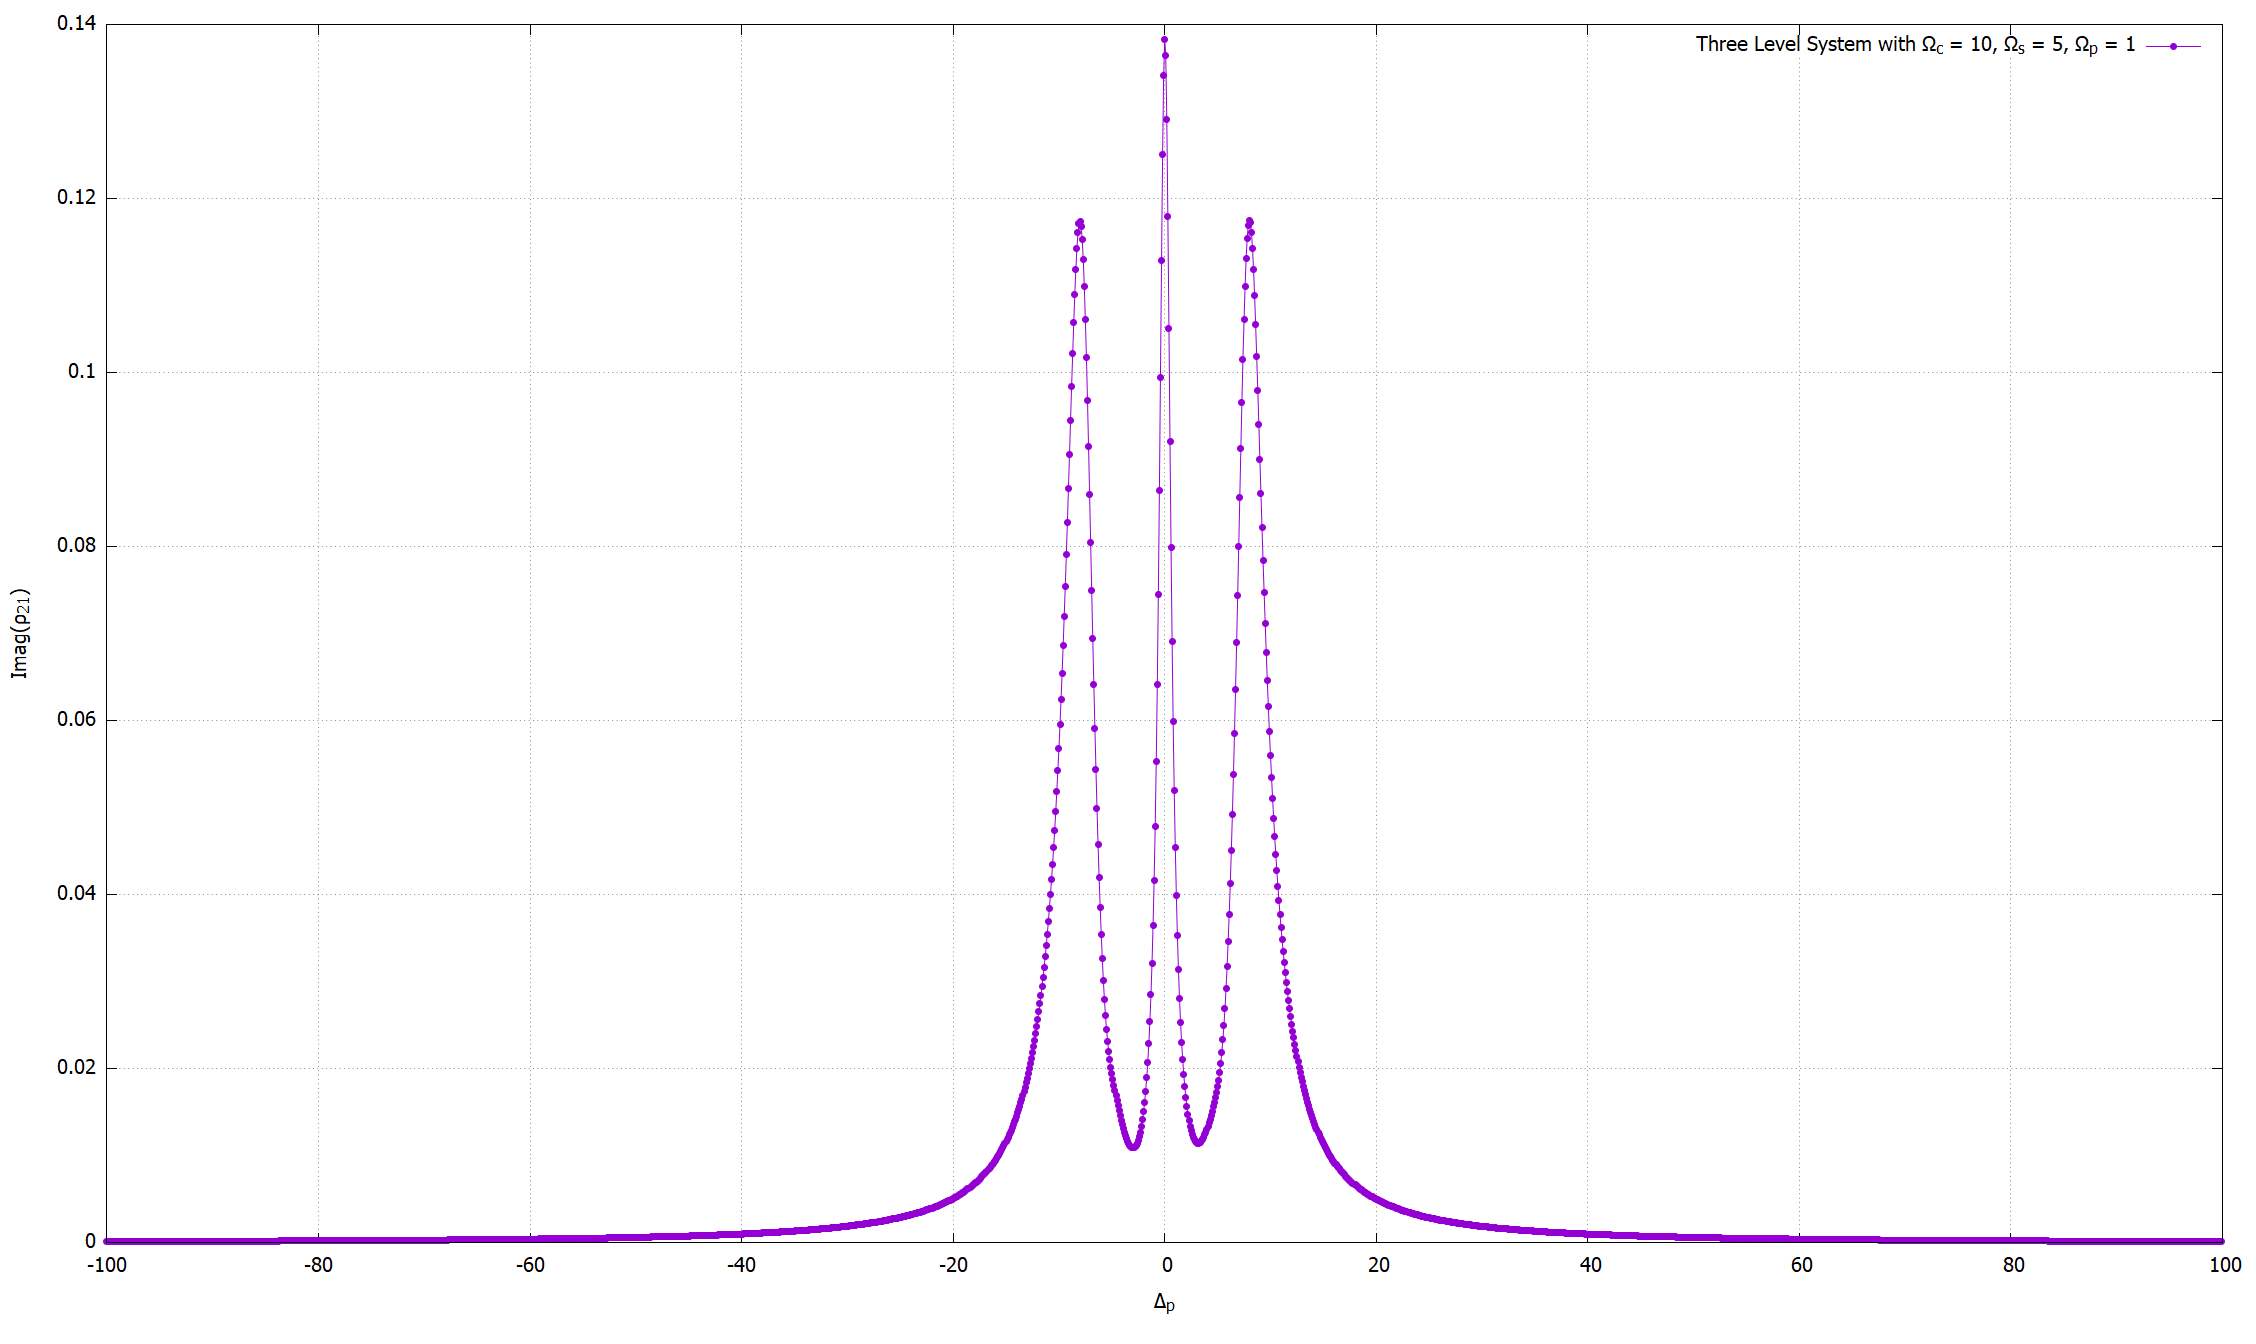 Three Level System with Ωc = 10, Ωs = 5, Ωp = 1
0.14
0.12
0.1
0.08
0.06
0.04
0.02
0
Imag(ρ21)
-100 -80 -60 -40 -20 0 20 40 60 80 100
Δp